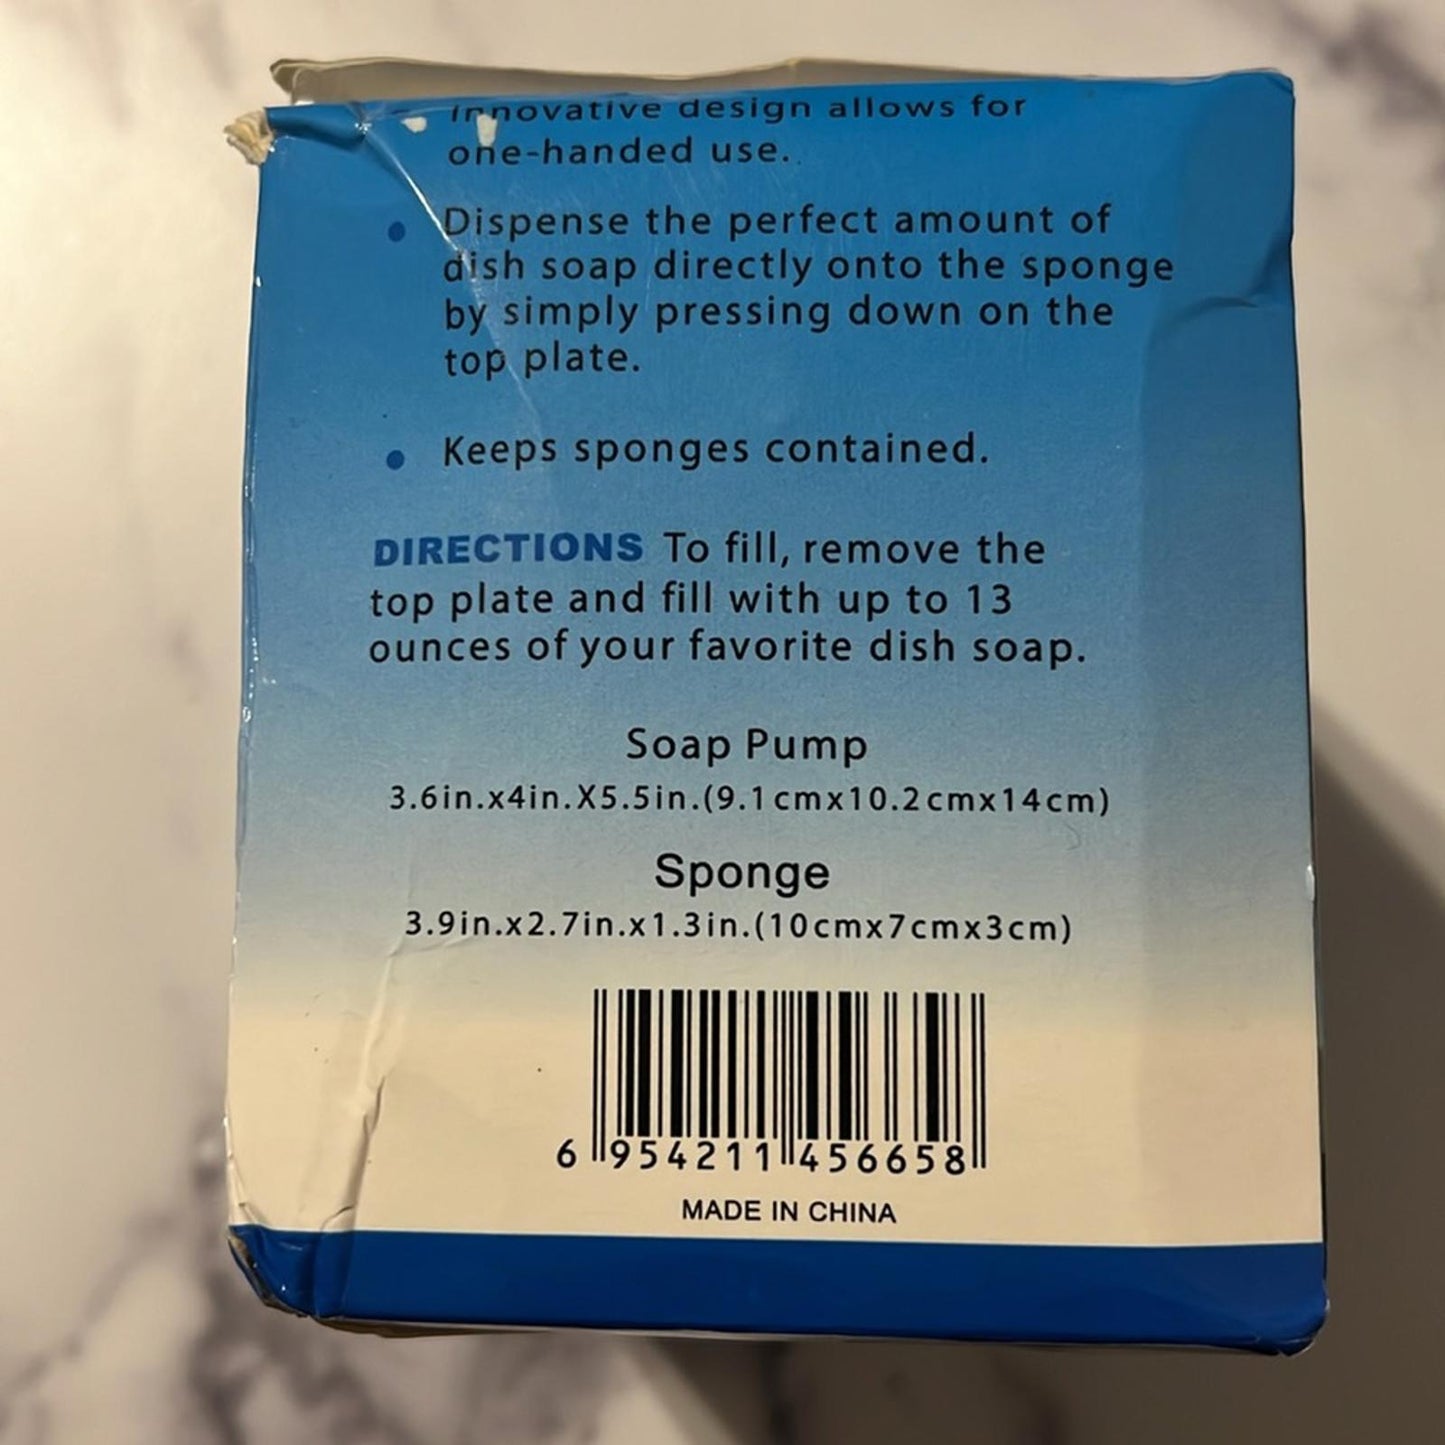 Innovative design allows for
one-handed use.
• Dispense the perfect amount of
dish soap directly onto the sponge
by simply pressing down on the
top plate.
• Keeps sponges contained.
DIRECTIONS To fill, remove the
top plate and fill with up to 13
ounces of your favorite dish soap.
Soap Pump
3.6in.x4in.X5.5in.(9.1cmx10.2cmx14cm)
Sponge
3.9in.x2.7in.x1.3in.(10cmx7cmx3cm)
6 954211 456658
MADE IN CHINA